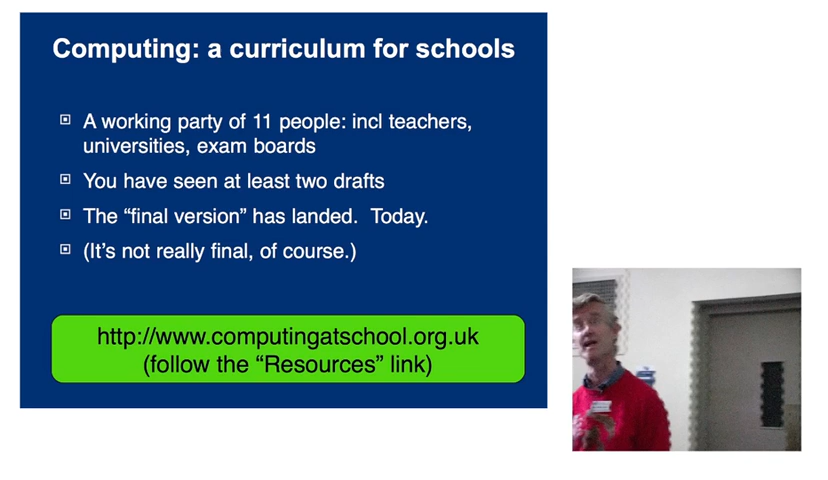 Computing: a curriculum for schools
A working party of 11 people: incl teachers,
universities, exam boards
You have seen at least two drafts
The “final version” has landed.  Today.
(It’s not really final, of course.)
http://www.computingatschool.org.uk
(follow the “Resources” link)